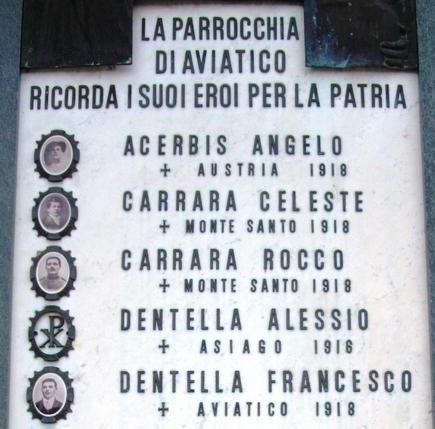 LA PARROCCHIA
DI AVIATICO
RICORDA I SUOI EROI PER LA PATRIA
ACERBIS ANGELO
+ AUSTRIA 1918
CARRARA CELESTE
+ MONTE SANTO 1918
CARRARA ROCCO
+ MONTE SANTO 1918
DENTELLA ALESSIO
+ ASIAGO 1916
DENTELLA FRANCESCO
+ AVIATICO 1918